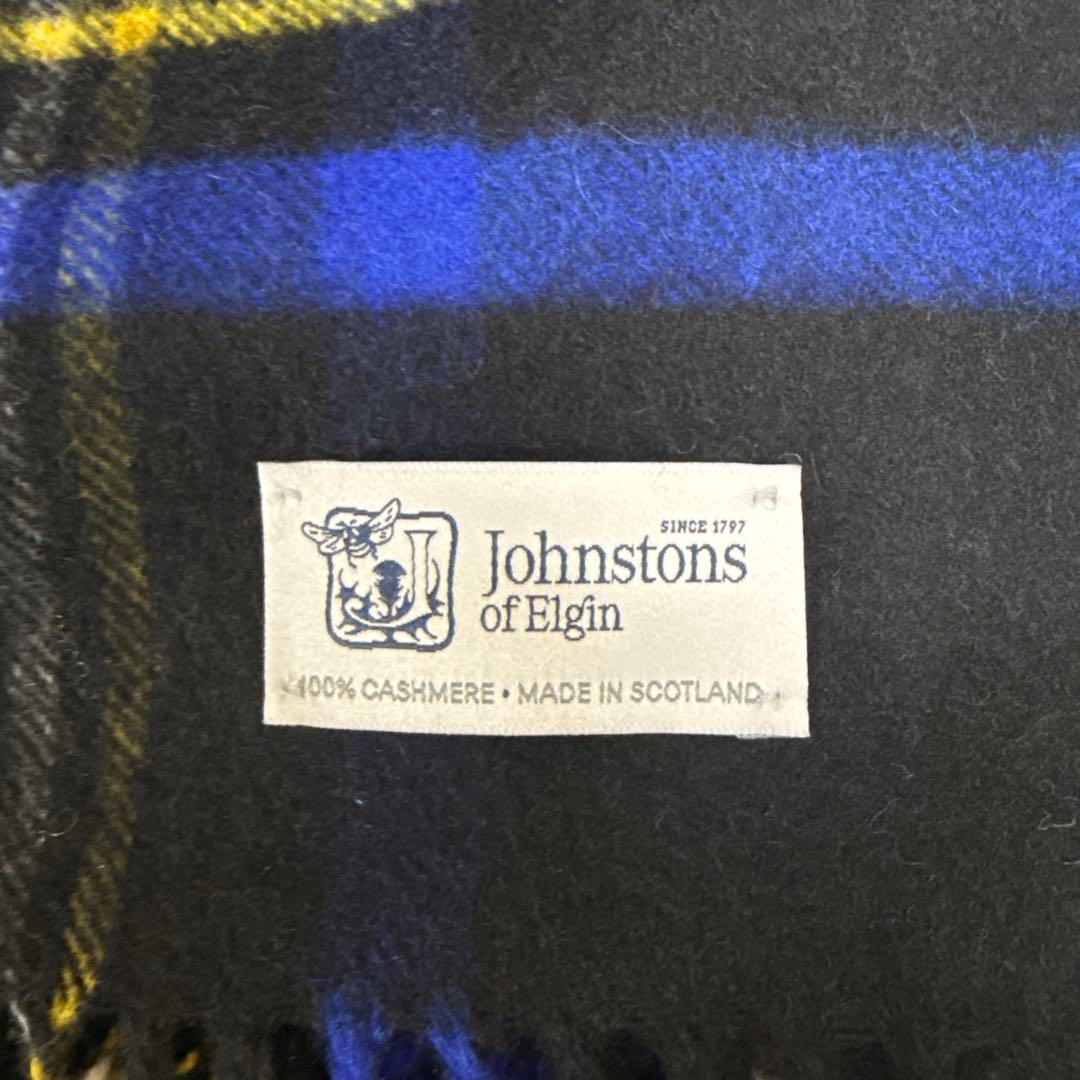 SINCE 1797
Johnstons
of Elgin
100% CASHMERE • MADE IN SCOTLAND